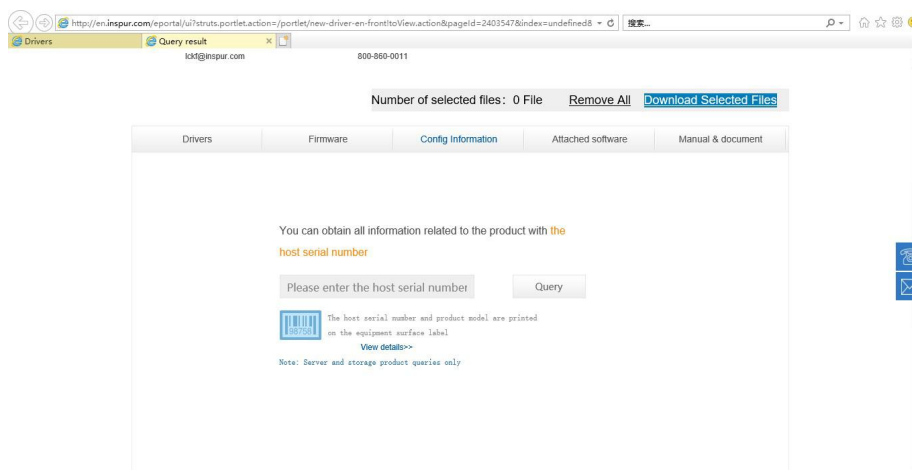 http://en.inspur.com/eportal/ui?struts.portlet.action=/portlet/new-driver-en-front!toView.action&pageId=2403547&index=undefined&
搜索...
Drivers
Query result
lckf@inspur.com 800-860-0011
Number of selected files: 0 File Remove All Download Selected Files
Drivers Firmware Config Information Attached software Manual & document
You can obtain all information related to the product with the
host serial number
Please enter the host serial number Query
98756
The host serial number and product model are printed
on the equipment surface label
View details>>
Note: Server and storage product queries only